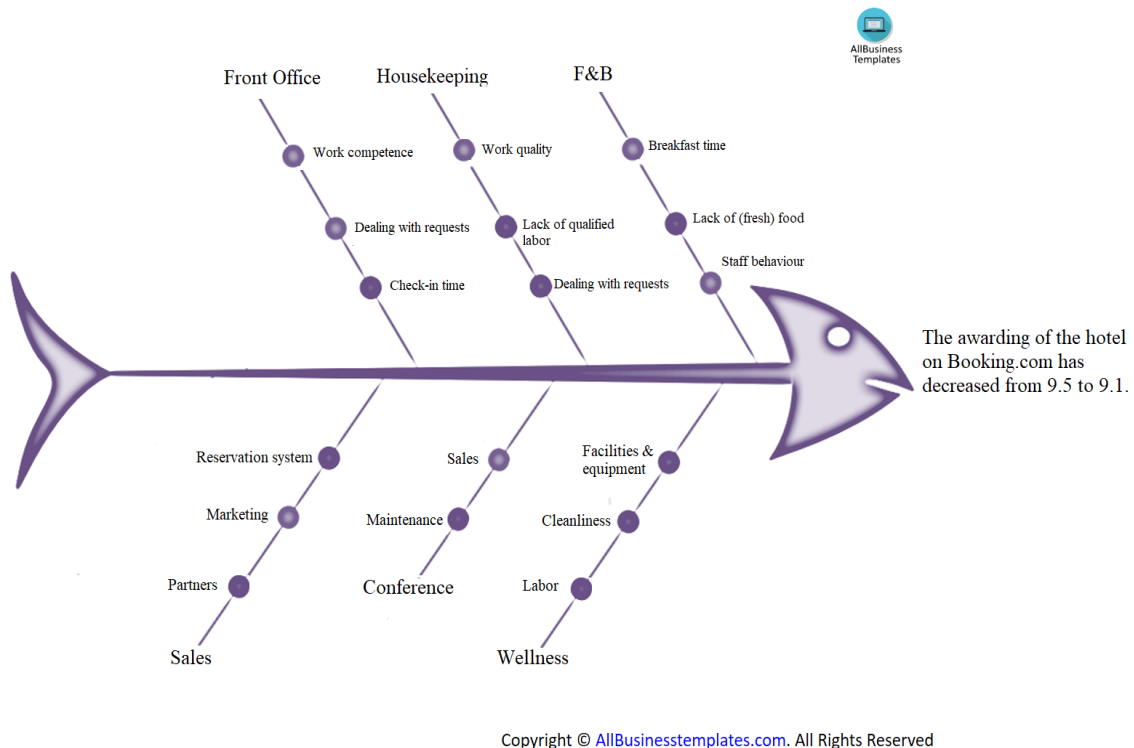 AllBusiness
Templates
Front Office
Housekeeping
F&B
Work competence
Work quality
Breakfast time
Dealing with requests
Lack of qualified
labor
Lack of (fresh) food
Check-in time
Dealing with requests
Staff behaviour
The awarding of the hotel
on Booking.com has
decreased from 9.5 to 9.1.
Reservation system
Sales
Facilities &
equipment
Marketing
Maintenance
Cleanliness
Partners
Conference
Labor
Sales
Wellness
Copyright © AllBusinesstemplates.com. All Rights Reserved